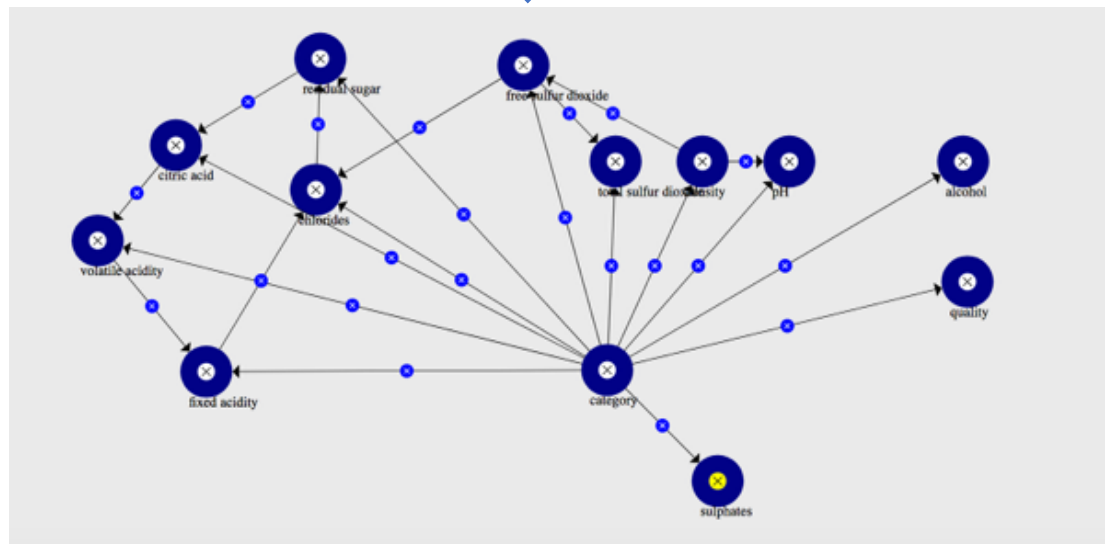 residual sugar
free sulfur dioxide
citric acid
chlorides
total sulfur dioxide
pH
alcohol
volatile acidity
quality
fixed acidity
category
sulphates